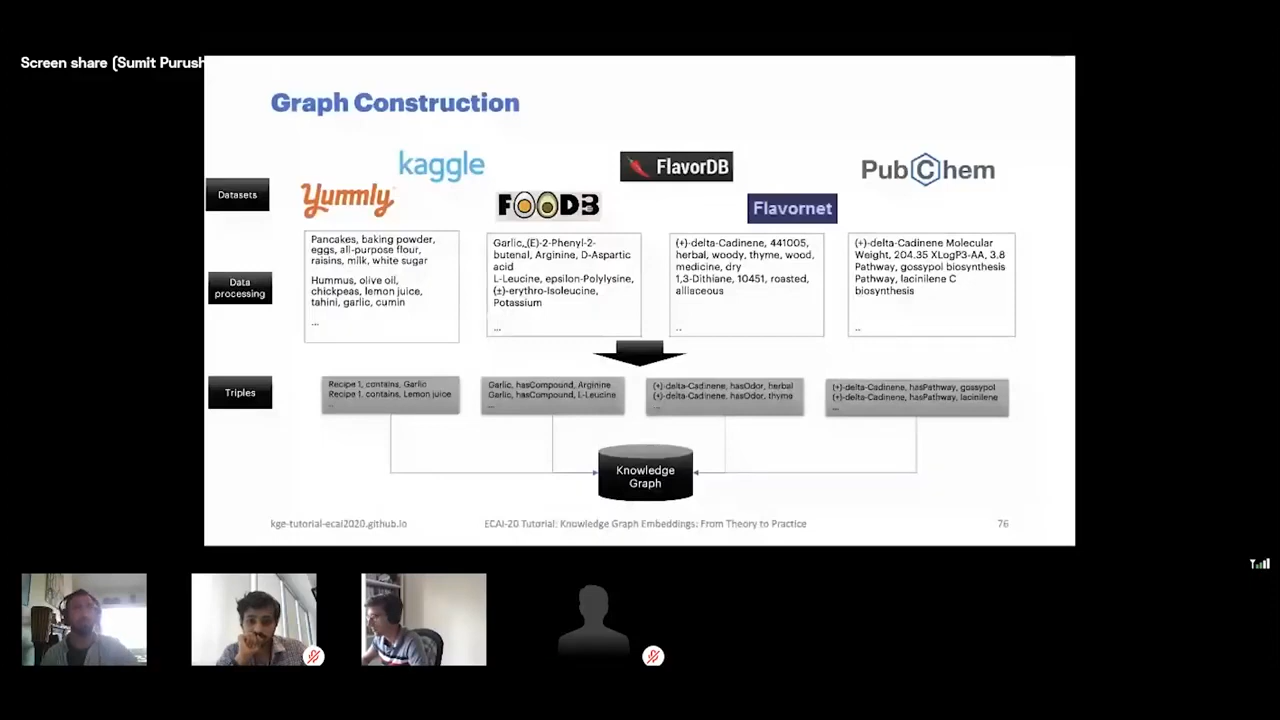 Screen share (Sumit Purush
Graph Construction
kaggle
FlavorDB
PubChem
Datasets
Yummly
FOODB
Flavornet
Pancakes, baking powder,
eggs, all-purpose flour,
raisins, milk, white sugar
Hummus, olive oil,
chickpeas, lemon juice,
tahini, garlic, cumin
...
Garlic,,(E)-2-Phenyl-2-
butenal, Arginine, D-Aspartic
acid
L-Leucine, epsilon-Polylysine,
(±)-erythro-Isoleucine,
Potassium
...
(+)-delta-Cadinene, 441005,
herbal, woody, thyme, wood,
medicine, dry
1,3-Dithiane, 10451, roasted,
alliaceous
..
(+)-delta-Cadinene Molecular
Weight, 204.35 XLogP3-AA, 3.8
Pathway, gossypol biosynthesis
Pathway, lacinilene C
biosynthesis
..
Data
processing
Triples
Recipe 1, contains, Garlic
Recipe 1, contains, Lemon juice
...
Garlic, hasCompound, Arginine
Garlic, hasCompound, L-Leucine
...
(+)-delta-Cadinene, hasOdor, herbal
(+)-delta-Cadinene, hasOdor, thyme
...
(+)-delta-Cadinene, hasPathway, gossypol
(+)-delta-Cadinene, hasPathway, lacinilene
...
Knowledge
Graph
kge-tutorial-ecai2020.github.io
ECAI-20 Tutorial: Knowledge Graph Embeddings: From Theory to Practice
76